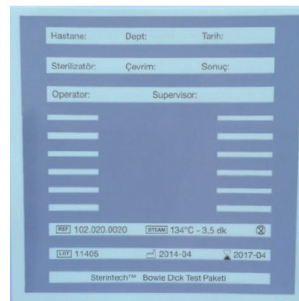 Hastane: Dept: Tarih:
Sterilizatör: Çevrim: Sonuç:
Operator: Supervisor:
REF 102.020.0020 STEAM 134°C - 3.5 dk
LOT 11405 2014-04 2017-04
Sterintech™ Bowie Dick Test Paketi